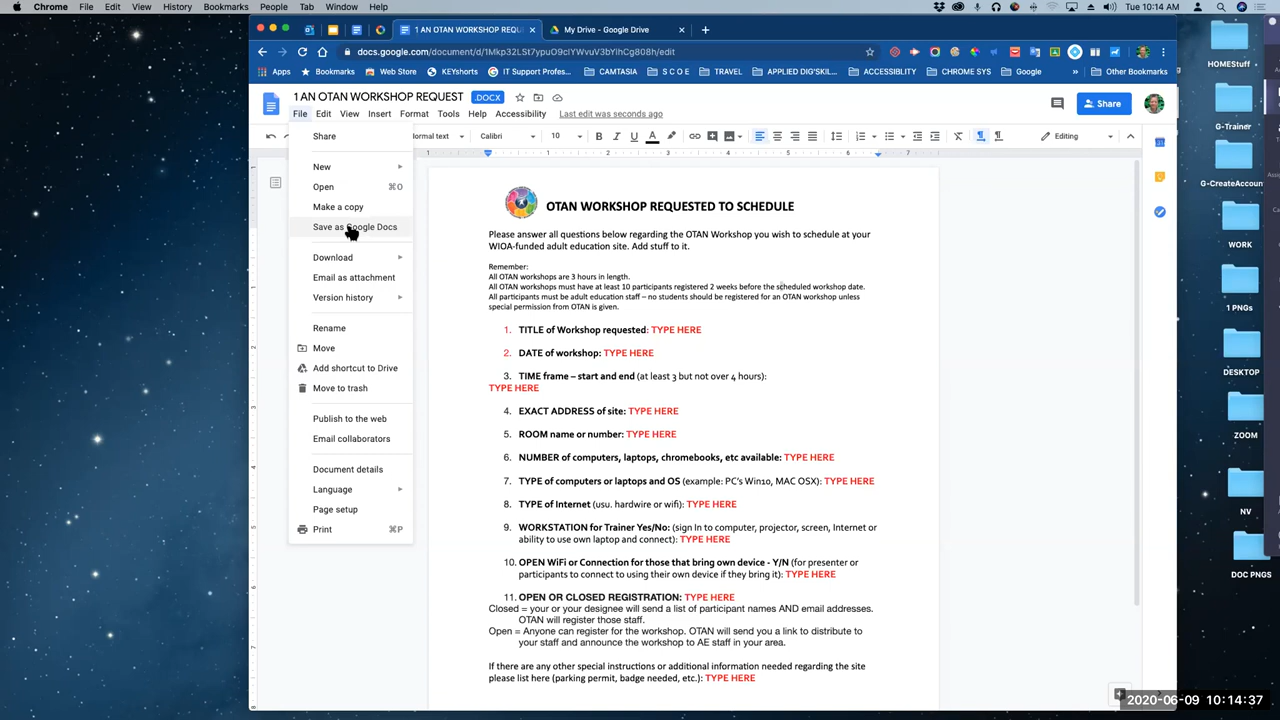 Chrome File Edit View History Bookmarks People Tab Window Help
Tue 10:14 AM
1 AN OTAN WORKSHOP REQU
My Drive - Google Drive
docs.google.com/document/d/1Mkp32LSt7ypuO9clYWvuV3bYlhCg808h/edit
Apps Bookmarks Web Store KEYshorts IT Support Profes... CAMTASIA S C O E TRAVEL APPLIED DIG'SKIL... ACCESSIBLITY CHROME SYS Google » Other Bookmarks
1 AN OTAN WORKSHOP REQUEST .DOCX
File Edit View Insert Format Tools Help Accessibility Last edit was seconds ago
Share
ormal text Calibri 10 B I U A Editing
Share
New
Open ⌘O
Make a copy
Save as Google Docs
Download
Email as attachment
Version history
Rename
Move
Add shortcut to Drive
Move to trash
Publish to the web
Email collaborators
Document details
Language
Page setup
Print ⌘P
1 1 2 3 4 5 6 7
OTAN WORKSHOP REQUESTED TO SCHEDULE
Please answer all questions below regarding the OTAN Workshop you wish to schedule at your
WIOA-funded adult education site. Add stuff to it.
Remember:
All OTAN workshops are 3 hours in length.
All OTAN workshops must have at least 10 participants registered 2 weeks before the scheduled workshop date.
All participants must be adult education staff – no students should be registered for an OTAN workshop unless
special permission from OTAN is given.
1. TITLE of Workshop requested: TYPE HERE
2. DATE of workshop: TYPE HERE
3. TIME frame – start and end (at least 3 but not over 4 hours):
TYPE HERE
4. EXACT ADDRESS of site: TYPE HERE
5. ROOM name or number: TYPE HERE
6. NUMBER of computers, laptops, chromebooks, etc available: TYPE HERE
7. TYPE of computers or laptops and OS (example: PC's Win10, MAC OSX): TYPE HERE
8. TYPE of Internet (usu. hardwire or wifi): TYPE HERE
9. WORKSTATION for Trainer Yes/No: (sign In to computer, projector, screen, Internet or
ability to use own laptop and connect): TYPE HERE
10. OPEN WiFi or Connection for those that bring own device - Y/N (for presenter or
participants to connect to using their own device if they bring it): TYPE HERE
11. OPEN OR CLOSED REGISTRATION: TYPE HERE
Closed = your or your designee will send a list of participant names AND email addresses.
OTAN will register those staff.
Open = Anyone can register for the workshop. OTAN will send you a link to distribute to
your staff and announce the workshop to AE staff in your area.
If there are any other special instructions or additional information needed regarding the site
please list here (parking permit, badge needed, etc.): TYPE HERE
HOMEStuff
G-Trainer
G-CreateAccoun
WORK
1 PNGs
DESKTOP
ZOOM
NV
DOC PNGS
2020-06-09 10:14:37